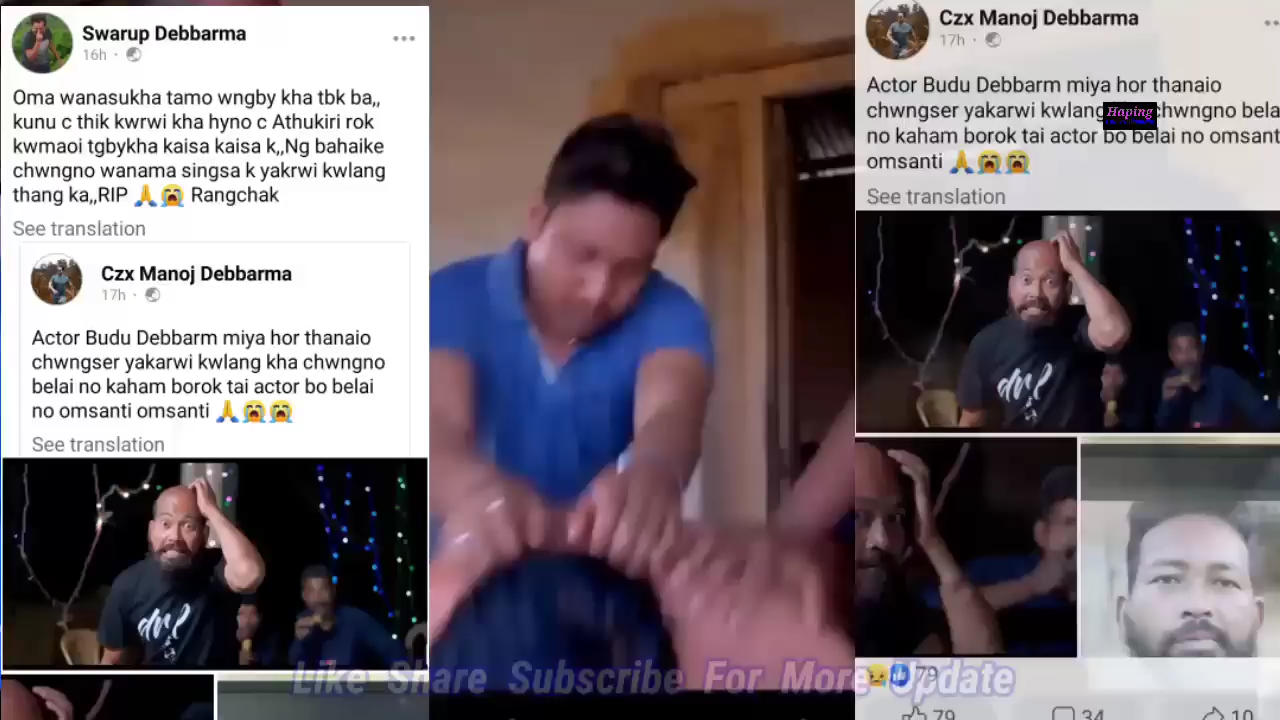 Swarup Debbarma
16h
Oma wanasukha tamo wngby kha tbk ba,,
kunu c thik kwrwi kha hyno c Athukiri rok
kwmaoi tgbykha kaisa kaisa k,,Ng bahaike
chwngno wanama singsa k yakrwi kwlang
thang ka,,RIP 🙏😭 Rangchak
See translation
Czx Manoj Debbarma
17h
Actor Budu Debbarm miya hor thanaio
chwngser yakarwi kwlang kha chwngno
belai no kaham borok tai actor bo belai
no omsanti omsanti 🙏😭😭
See translation
Czx Manoj Debbarma
17h
Actor Budu Debbarm miya hor thanaio
chwngser yakarwi kwlang chwngno
no kaham borok tai actor bo belai no
omsanti 🙏😭😭
See translation
Haping
79
79 34 10
Like Share Subscribe For More Update